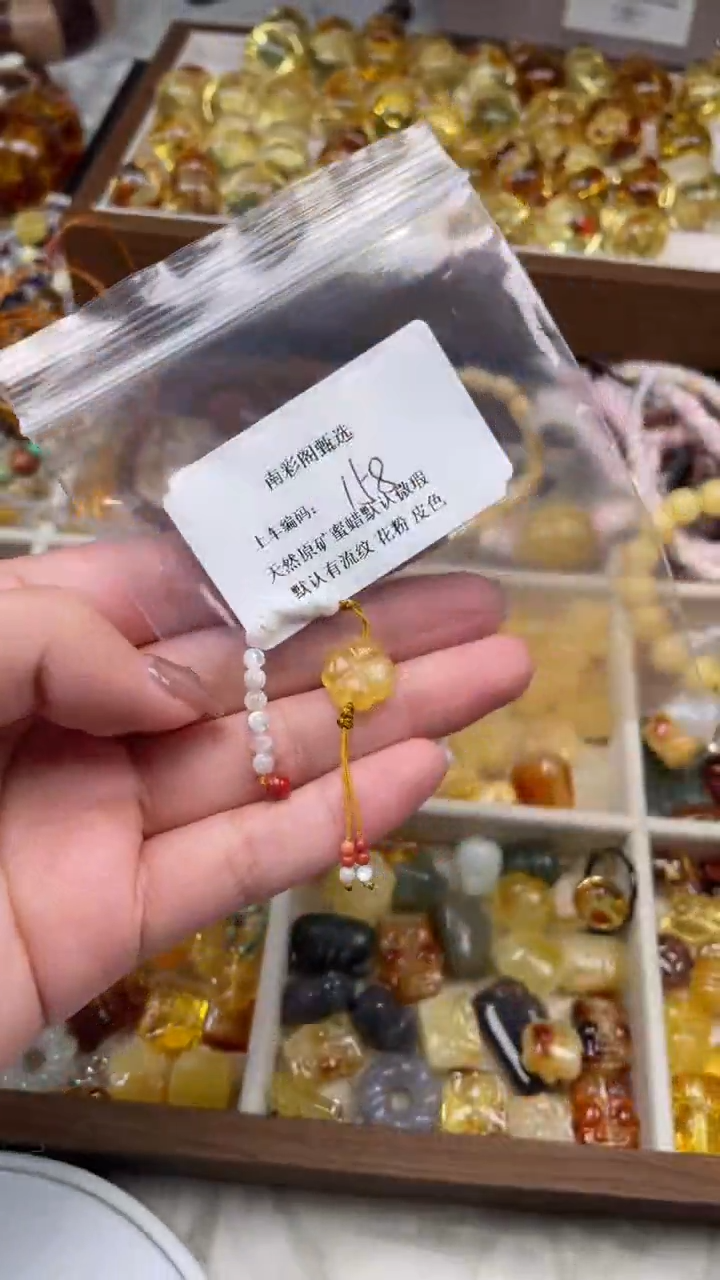 南彩阁甄选
上车编码: 158
天然原矿蜜蜡默认微瑕
默认有流纹 花粉 皮色